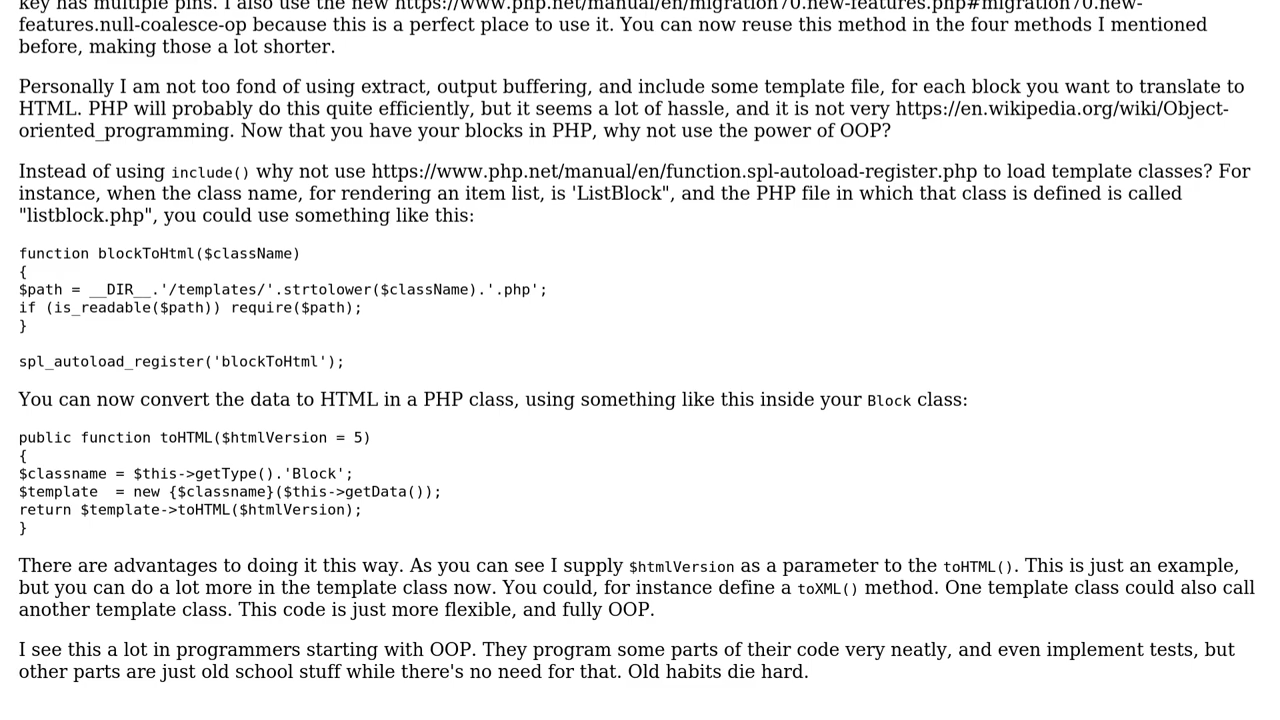 key has multiple pins. I also use the new https://www.php.net/manual/en/migration70.new-features.php#migration70.new-
features.null-coalesce-op because this is a perfect place to use it. You can now reuse this method in the four methods I mentioned
before, making those a lot shorter.
Personally I am not too fond of using extract, output buffering, and include some template file, for each block you want to translate to
HTML. PHP will probably do this quite efficiently, but it seems a lot of hassle, and it is not very https://en.wikipedia.org/wiki/Object-
oriented_programming. Now that you have your blocks in PHP, why not use the power of OOP?
Instead of using include() why not use https://www.php.net/manual/en/function.spl-autoload-register.php to load template classes? For
instance, when the class name, for rendering an item list, is 'ListBlock", and the PHP file in which that class is defined is called
"listblock.php", you could use something like this:
function blockToHtml($className)
{
$path = __DIR__.'/templates/'.strtolower($className).'.php';
if (is_readable($path)) require($path);
}
spl_autoload_register('blockToHtml');
You can now convert the data to HTML in a PHP class, using something like this inside your Block class:
public function toHTML($htmlVersion = 5)
{
$classname = $this->getType().'Block';
$template  = new {$classname}($this->getData());
return $template->toHTML($htmlVersion);
}
There are advantages to doing it this way. As you can see I supply $htmlVersion as a parameter to the toHTML(). This is just an example,
but you can do a lot more in the template class now. You could, for instance define a toXML() method. One template class could also call
another template class. This code is just more flexible, and fully OOP.
I see this a lot in programmers starting with OOP. They program some parts of their code very neatly, and even implement tests, but
other parts are just old school stuff while there's no need for that. Old habits die hard.